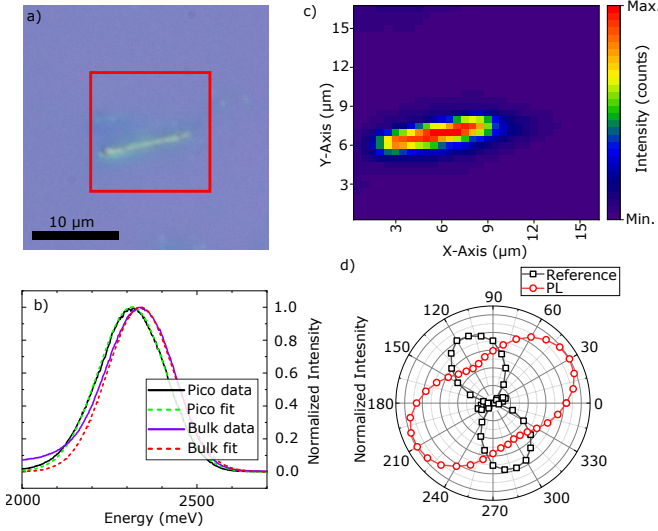 a)
10 µm
c)
Y-Axis (µm)
15
12
9
6
3
3
6
9
12
15
X-Axis (µm)
Max.
Intensity (counts)
Min.
b)
Pico data
Pico fit
Bulk data
Bulk fit
1.0
0.8
0.6
0.4
0.2
0.0
Normalized Intensity
2000
2500
Energy (meV)
d)
Reference
PL
Normalized Intesnity
90
60
30
0
330
300
270
240
210
180
150
120